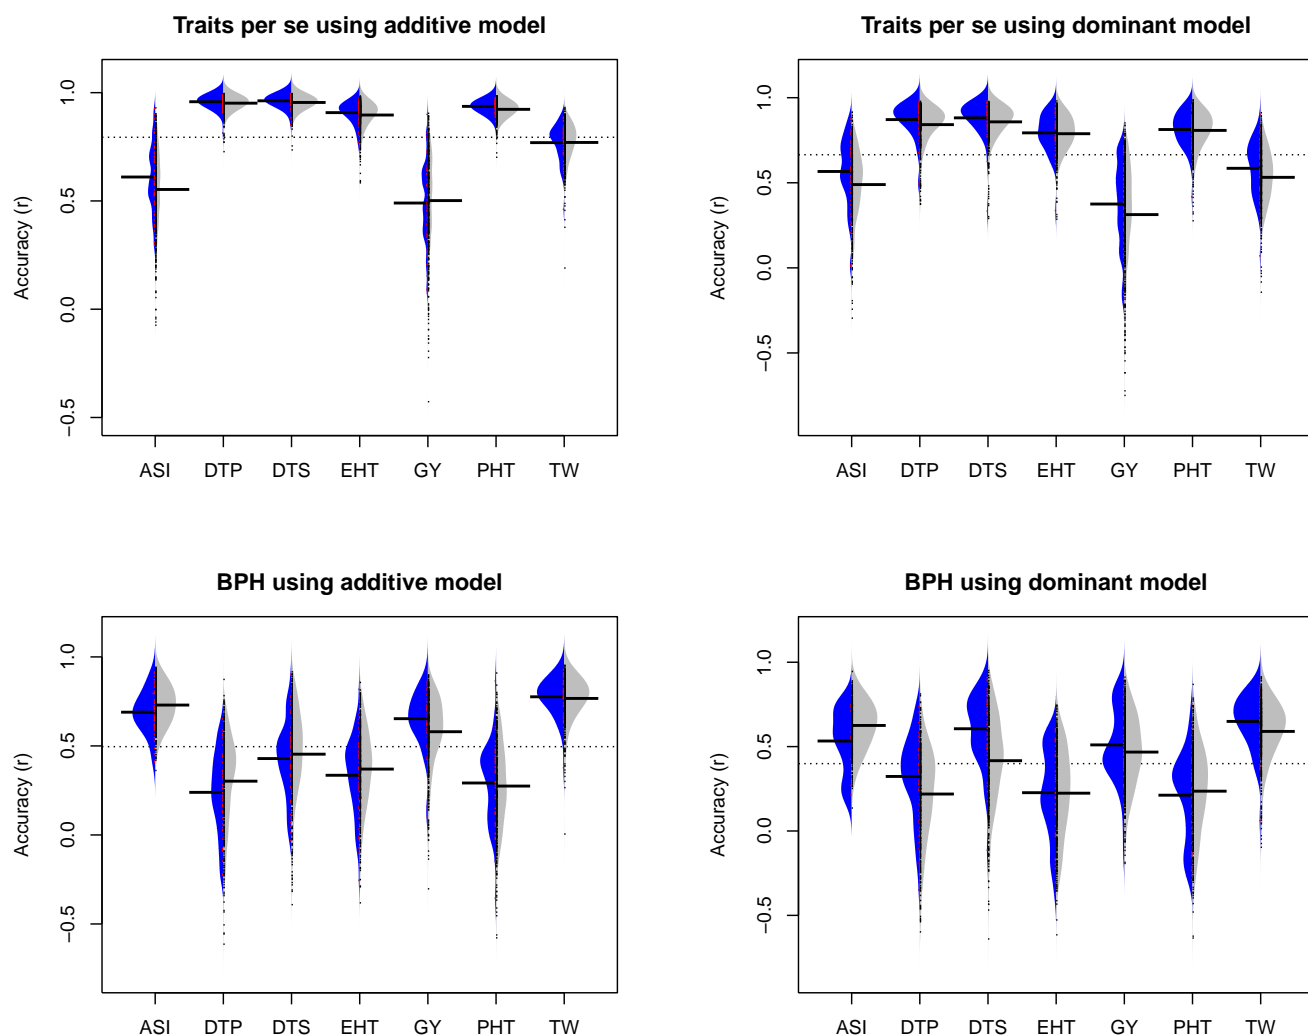 Traits per se using additive model
Accuracy (r)
1.0
0.5
0.0
−0.5
ASI DTP DTS EHT GY PHT TW
Traits per se using dominant model
Accuracy (r)
1.0
0.5
0.0
−0.5
ASI DTP DTS EHT GY PHT TW
BPH using additive model
Accuracy (r)
1.0
0.5
0.0
−0.5
ASI DTP DTS EHT GY PHT TW
BPH using dominant model
Accuracy (r)
1.0
0.5
0.0
−0.5
ASI DTP DTS EHT GY PHT TW